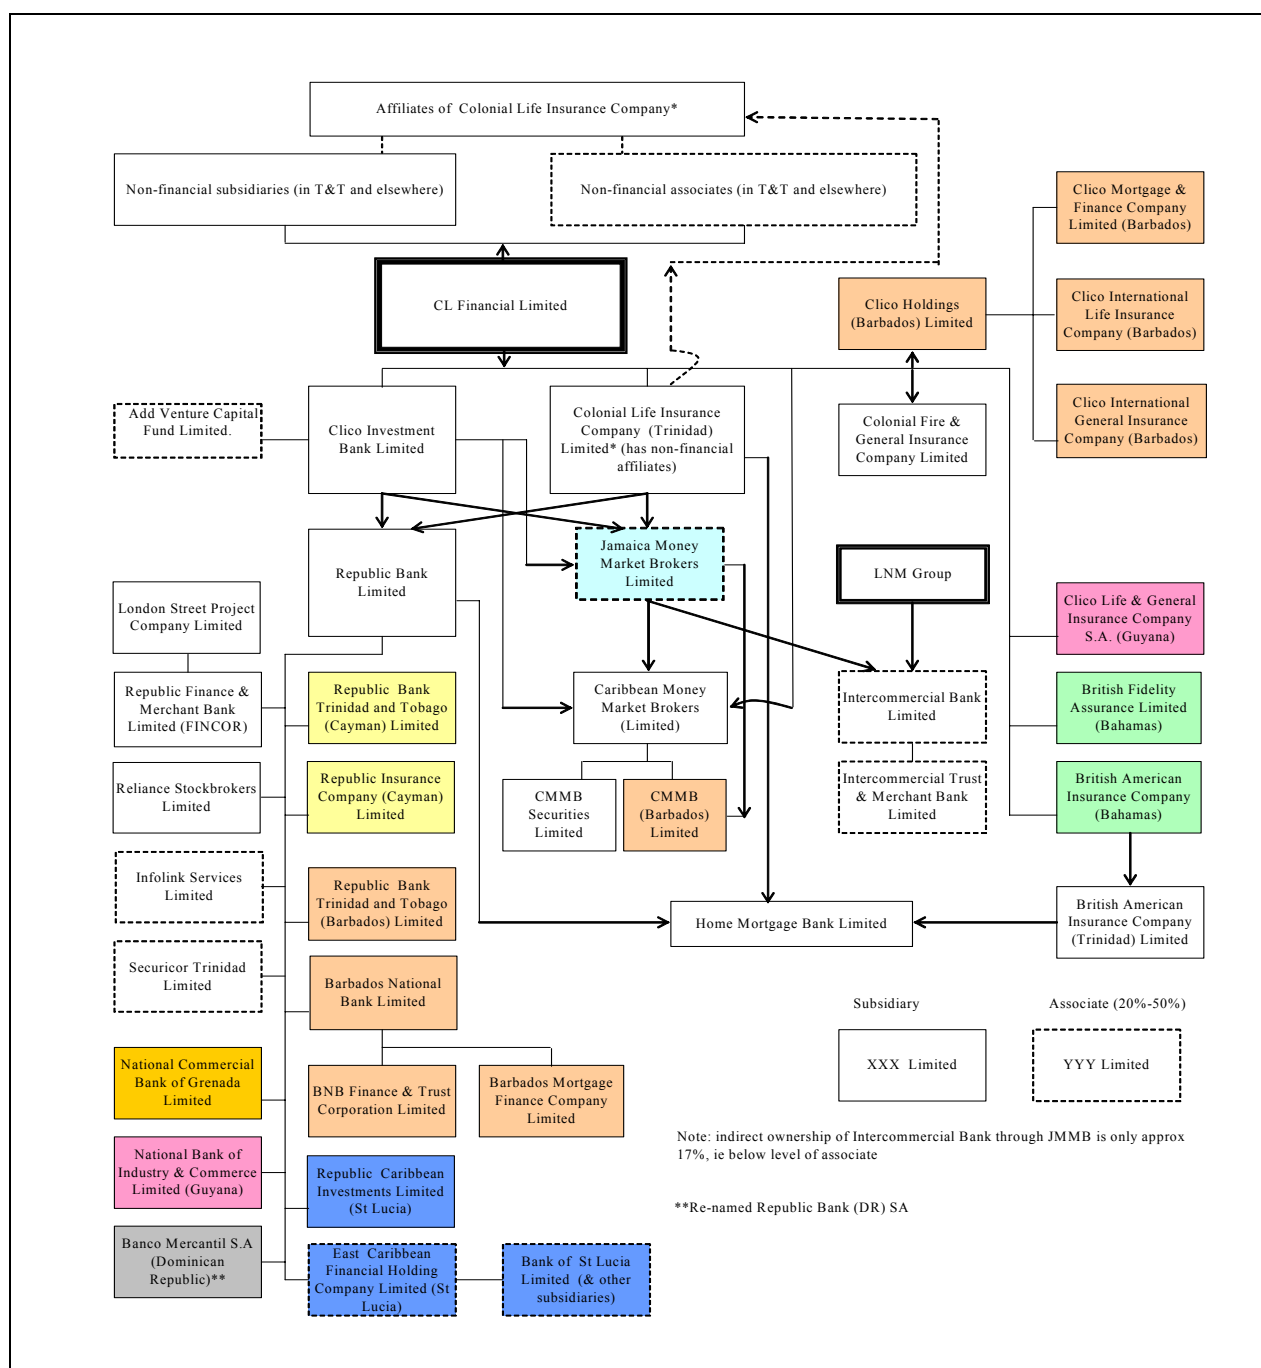 Affiliates of Colonial Life Insurance Company*
Non-financial subsidiaries (in T&T and elsewhere)
Non-financial associates (in T&T and elsewhere)
Clico Mortgage &
Finance Company
Limited (Barbados)
CL Financial Limited
Clico Holdings
(Barbados) Limited
Clico International
Life Insurance
Company (Barbados)
Add Venture Capital
Fund Limited.
Clico Investment
Bank Limited
Colonial Life Insurance
Company (Trinidad)
Limited* (has non-financial
affiliates)
Colonial Fire &
General Insurance
Company Limited
Clico International
General Insurance
Company (Barbados)
Republic Bank
Limited
Jamaica Money
Market Brokers
Limited
LNM Group
London Street Project
Company Limited
Clico Life & General
Insurance Company
S.A. (Guyana)
Republic Finance &
Merchant Bank
Limited (FINCOR)
Republic Bank
Trinidad and Tobago
(Cayman) Limited
Caribbean Money
Market Brokers
(Limited)
Intercommercial Bank
Limited
British Fidelity
Assurance Limited
(Bahamas)
Reliance Stockbrokers
Limited
Republic Insurance
Company (Cayman)
Limited
CMMB
Securities
Limited
CMMB
(Barbados)
Limited
Intercommercial Trust
& Merchant Bank
Limited
British American
Insurance Company
(Bahamas)
Infolink Services
Limited
Republic Bank
Trinidad and Tobago
(Barbados) Limited
Home Mortgage Bank Limited
British American
Insurance Company
(Trinidad) Limited
Securicor Trinidad
Limited
Barbados National
Bank Limited
Subsidiary
Associate (20%-50%)
XXX Limited
YYY Limited
National Commercial
Bank of Grenada
Limited
BNB Finance & Trust
Corporation Limited
Barbados Mortgage
Finance Company
Limited
Note: indirect ownership of Intercommercial Bank through JMMB is only approx
17%, ie below level of associate
National Bank of
Industry & Commerce
Limited (Guyana)
Republic Caribbean
Investments Limited
(St Lucia)
**Re-named Republic Bank (DR) SA
Banco Mercantil S.A
(Dominican
Republic)**
East Caribbean
Financial Holding
Company Limited (St
Lucia)
Bank of St Lucia
Limited (& other
subsidiaries)